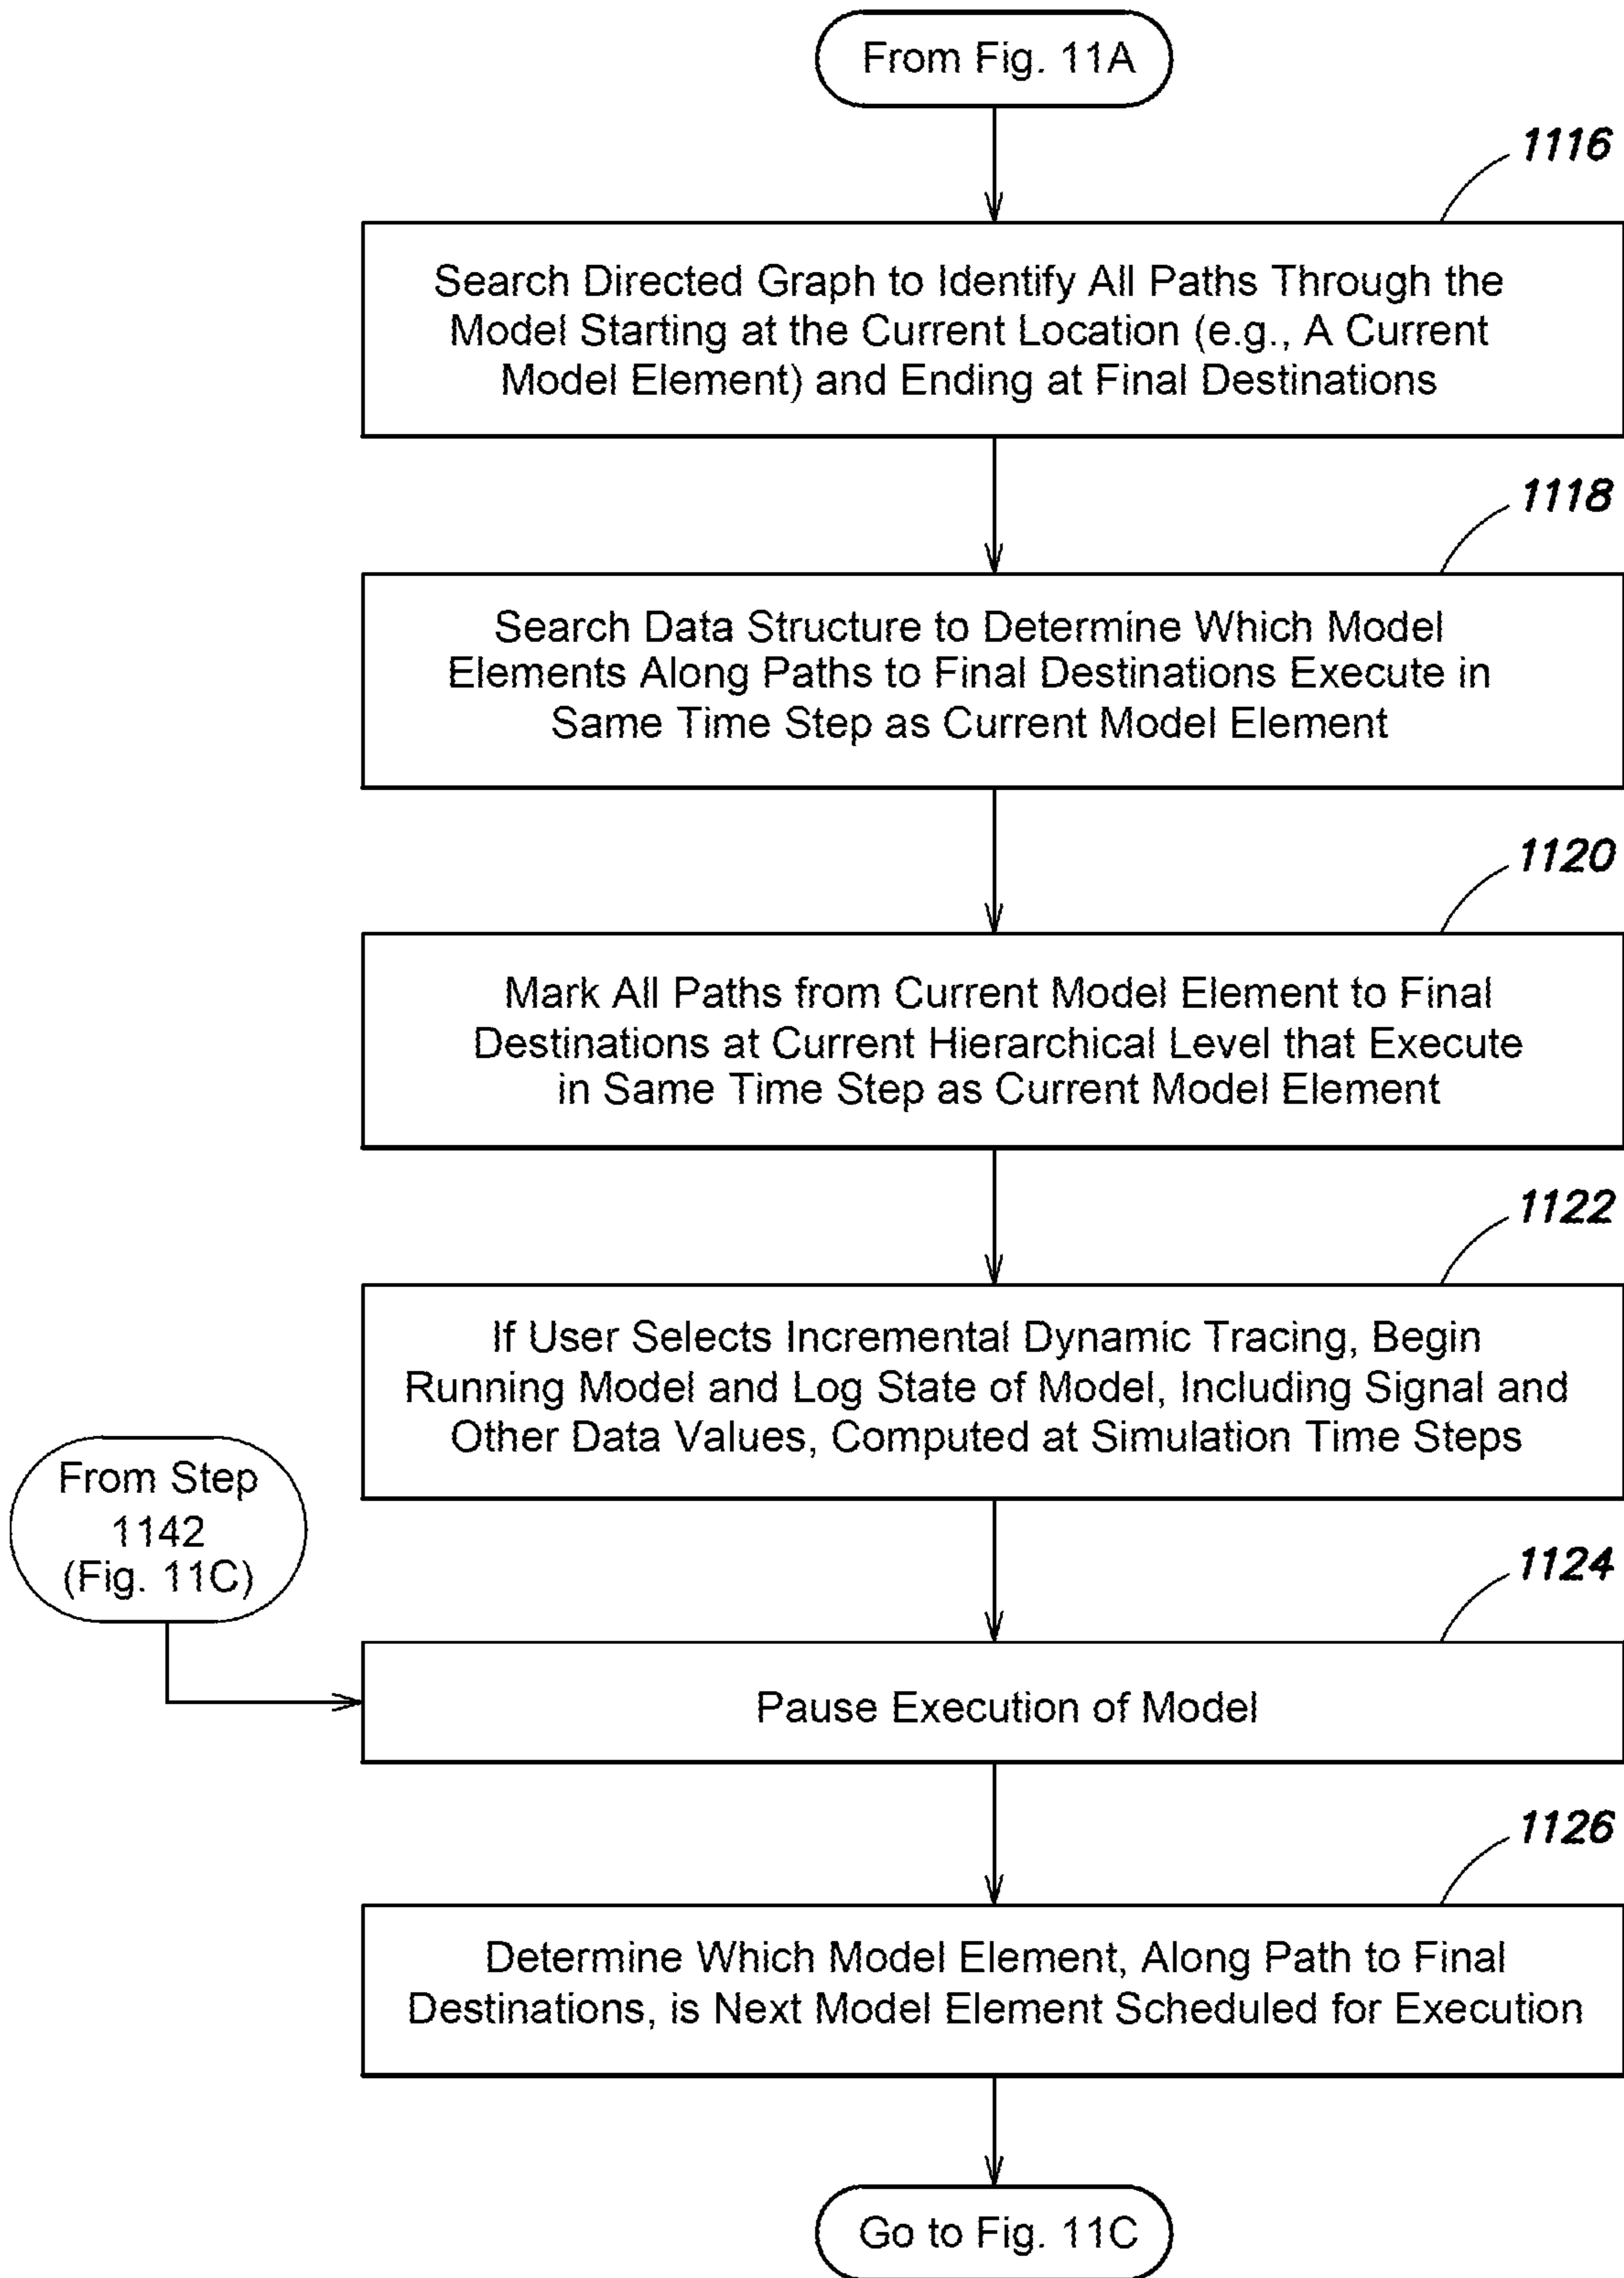 From Fig. 11A
1116
Search Directed Graph to Identify All Paths Through the
Model Starting at the Current Location (e.g., A Current
Model Element) and Ending at Final Destinations
1118
Search Data Structure to Determine Which Model
Elements Along Paths to Final Destinations Execute in
Same Time Step as Current Model Element
1120
Mark All Paths from Current Model Element to Final
Destinations at Current Hierarchical Level that Execute
in Same Time Step as Current Model Element
1122
If User Selects Incremental Dynamic Tracing, Begin
Running Model and Log State of Model, Including Signal and
Other Data Values, Computed at Simulation Time Steps
From Step
1142
(Fig. 11C)
1124
Pause Execution of Model
1126
Determine Which Model Element, Along Path to Final
Destinations, is Next Model Element Scheduled for Execution
Go to Fig. 11C